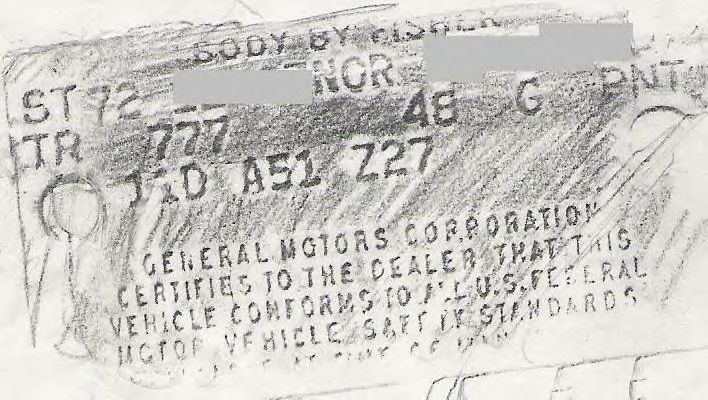 BODY BY FISHER
ST 72 NOR
TR 777 48 G PNT
11D A51 Z27
GENERAL MOTORS CORPORATION
CERTIFIES TO THE DEALER THAT THIS
VEHICLE CONFORMS TO ALL U.S. FEDERAL
MOTOR VEHICLE SAFETY STANDARDS